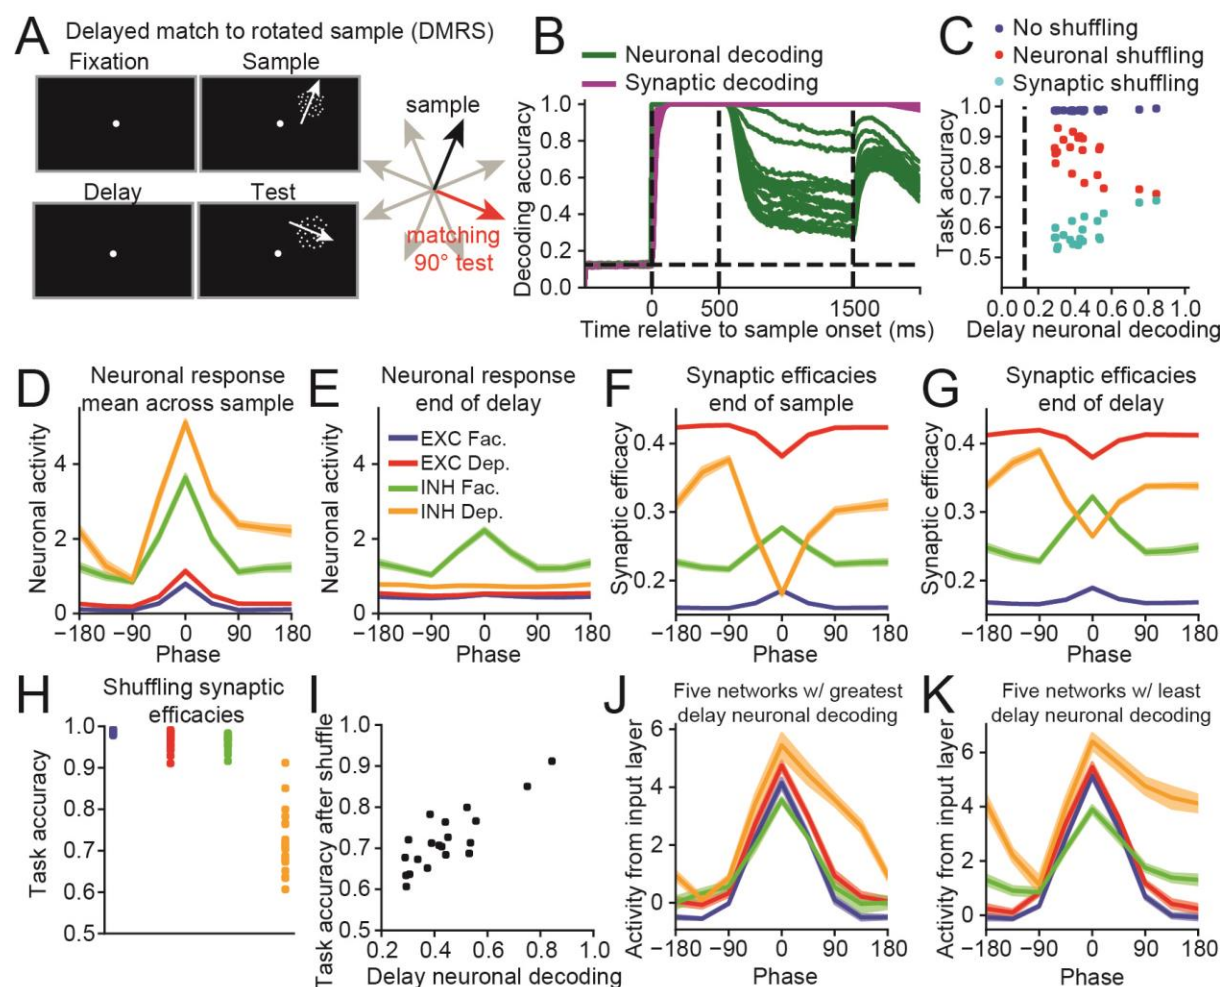 A
Delayed match to rotated sample (DMRS)
Fixation
Sample
Delay
Test
sample
matching
90° test
B
Neuronal decoding
Synaptic decoding
Decoding accuracy
1.0
0.8
0.6
0.4
0.2
0.0
0
500
1500
Time relative to sample onset (ms)
C
No shuffling
Neuronal shuffling
Synaptic shuffling
Task accuracy
1.0
0.9
0.8
0.7
0.6
0.5
0.0 0.2 0.4 0.6 0.8 1.0
Delay neuronal decoding
D
Neuronal response
mean across sample
Neuronal activity
4
2
0
−180 −90 0 90 180
Phase
E
Neuronal response
end of delay
EXC Fac.
EXC Dep.
INH Fac.
INH Dep.
Neuronal activity
4
2
0
−180 −90 0 90 180
Phase
F
Synaptic efficacies
end of sample
Synaptic efficacy
0.4
0.3
0.2
−180 −90 0 90 180
Phase
G
Synaptic efficacies
end of delay
Synaptic efficacy
0.4
0.3
0.2
−180 −90 0 90 180
Phase
H
Shuffling synaptic
efficacies
Task accuracy
1.0
0.9
0.8
0.7
0.6
0.5
I
Task accuracy after shuffle
1.0
0.9
0.8
0.7
0.6
0.5
0.2 0.4 0.6 0.8 1.0
Delay neuronal decoding
J
Five networks w/ greatest
delay neuronal decoding
Activity from input layer
6
4
2
0
−180 −90 0 90 180
Phase
K
Five networks w/ least
delay neuronal decoding
Activity from input layer
6
4
2
0
−180 −90 0 90 180
Phase